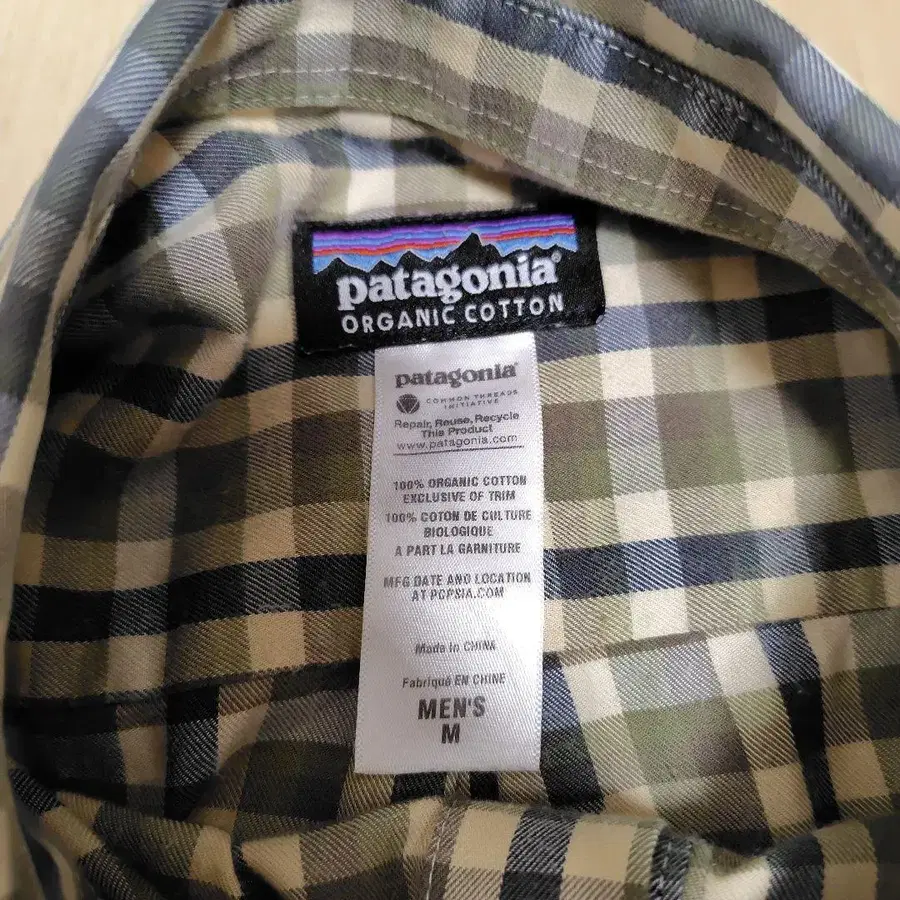 patagonia®
ORGANIC COTTON
patagonia®
COMMON THREADS
INITIATIVE
Repair, Reuse, Recycle
This Product
www.patagonia.com
100% ORGANIC COTTON
EXCLUSIVE OF TRIM
100% COTON DE CULTURE
BIOLOGIQUE
A PART LA GARNITURE
MFG DATE AND LOCATION
AT PCPSIA.COM
Made in CHINA
Fabriqué EN CHINE
MEN'S
M